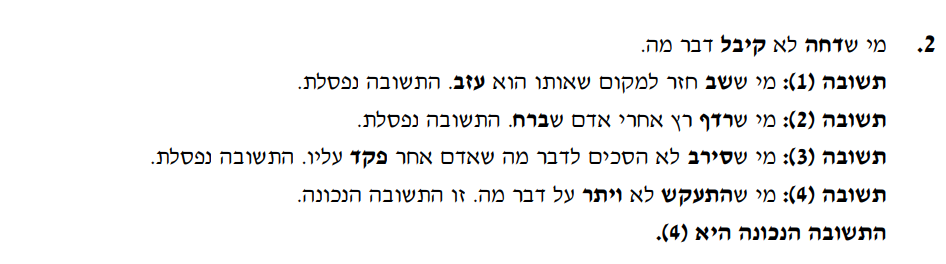 2. מי שדחה לא קיבל דבר מה.
תשובה (1): מי ששב חזר למקום שאותו הוא עזב. התשובה נפסלת.
תשובה (2): מי שרדף רץ אחרי אדם שברח. התשובה נפסלת.
תשובה (3): מי שסירב לא הסכים לדבר מה שאדם אחר פקד עליו. התשובה נפסלת.
תשובה (4): מי שהתעקש לא ויתר על דבר מה. זו התשובה הנכונה.
התשובה הנכונה היא (4).